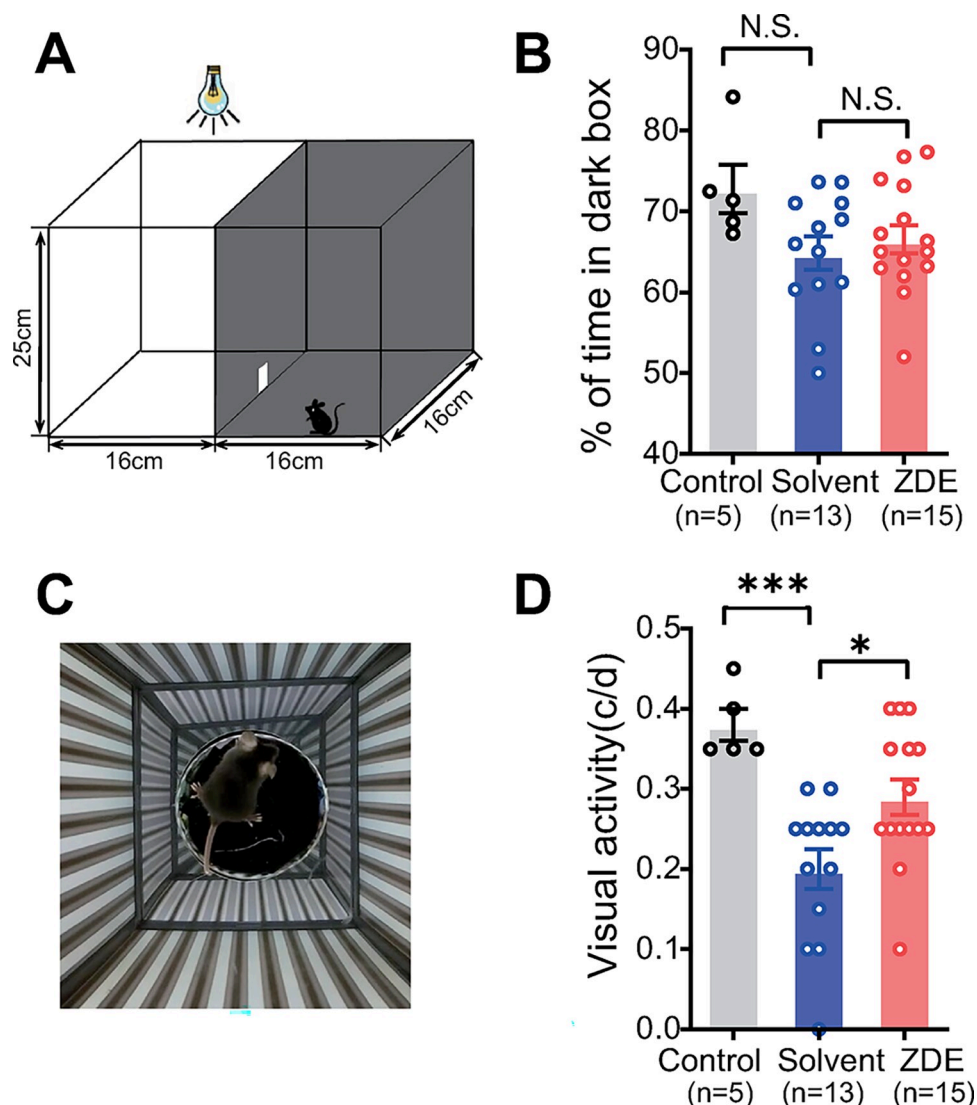 A
25cm
16cm
16cm
16cm
B
% of time in dark box
90
80
70
60
50
40
N.S.
N.S.
Control Solvent ZDE
(n=5) (n=13) (n=15)
C
D
Visual activity(c/d)
0.5
0.4
0.3
0.2
0.1
0.0
***
*
Control Solvent ZDE
(n=5) (n=13) (n=15)